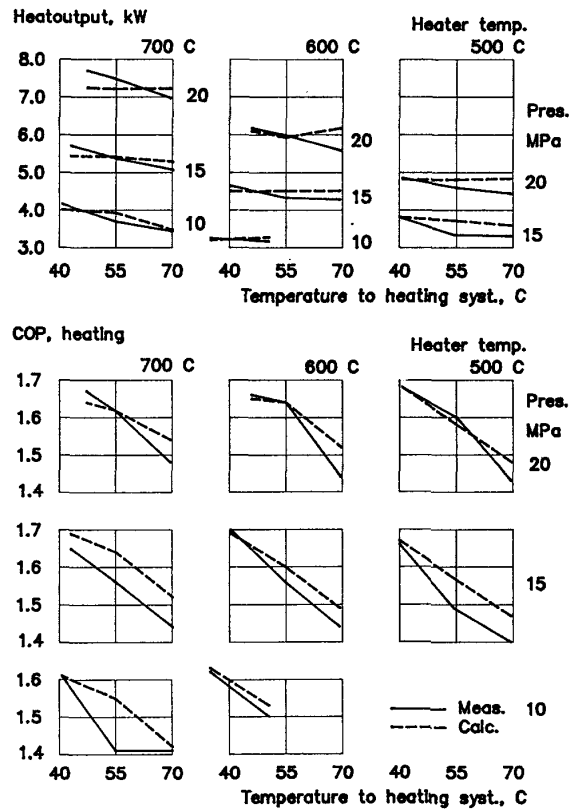 Heatoutput, kW
Heater temp.
700 C
600 C
500 C
8.0
7.0
6.0
5.0
4.0
3.0
20
15
10
20
15
10
Pres.
MPa
20
15
40 55 70
40 55 70
40 55 70
Temperature to heating syst., C
COP, heating
Heater temp.
700 C
600 C
500 C
1.7
1.6
1.5
1.4
Pres.
MPa
20
1.7
1.6
1.5
1.4
15
1.6
1.5
1.4
Meas.
Calc.
10
40 55 70
40 55 70
40 55 70
Temperature to heating syst., C